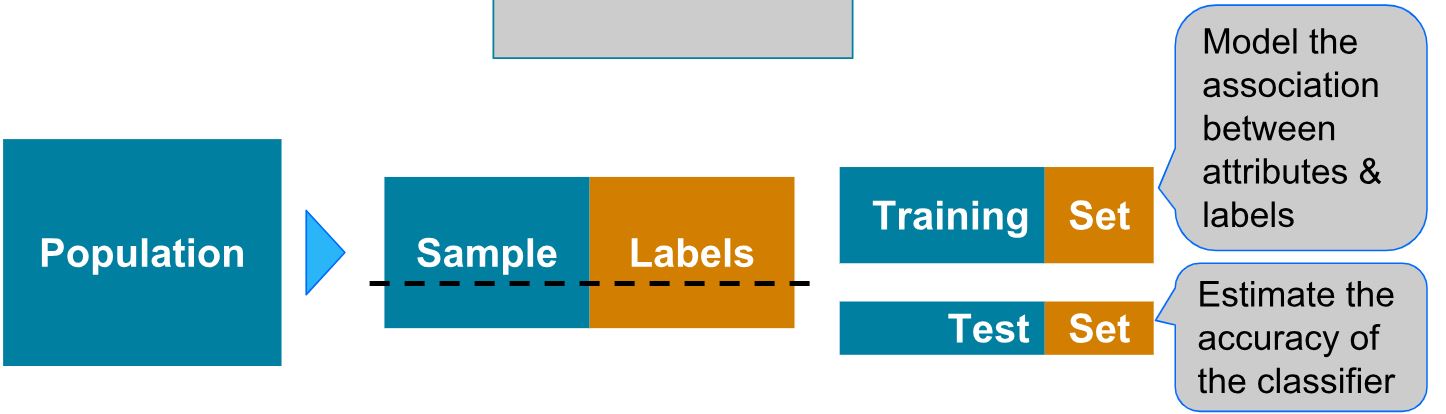 Population
Sample
Labels
Training Set
Test Set
Model the
association
between
attributes &
labels
Estimate the
accuracy of
the classifier